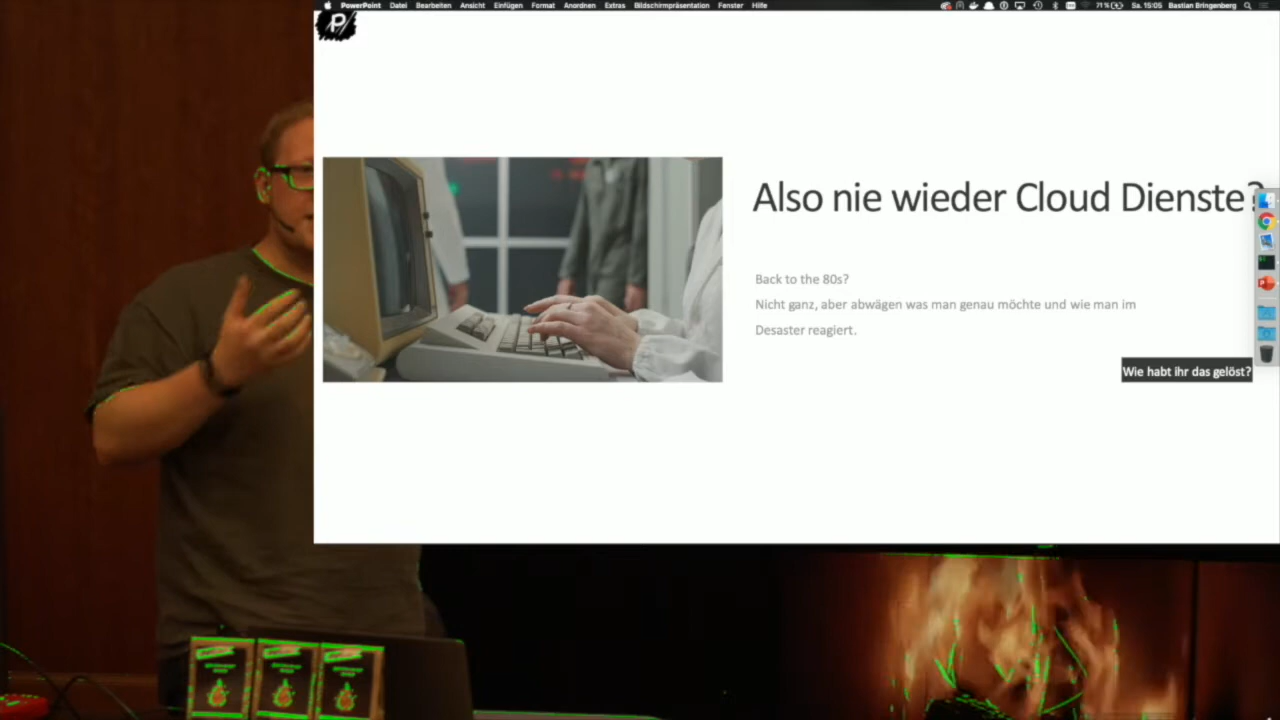 PowerPoint Datei Bearbeiten Ansicht Einfügen Format Anordnen Extras Bildschirmpräsentation Fenster Hilfe
71 % Sa. 15:05 Bastian Bringenberg
Also nie wieder Cloud Dienste?
Back to the 80s?
Nicht ganz, aber abwägen was man genau möchte und wie man im
Desaster reagiert.
Wie habt ihr das gelöst?